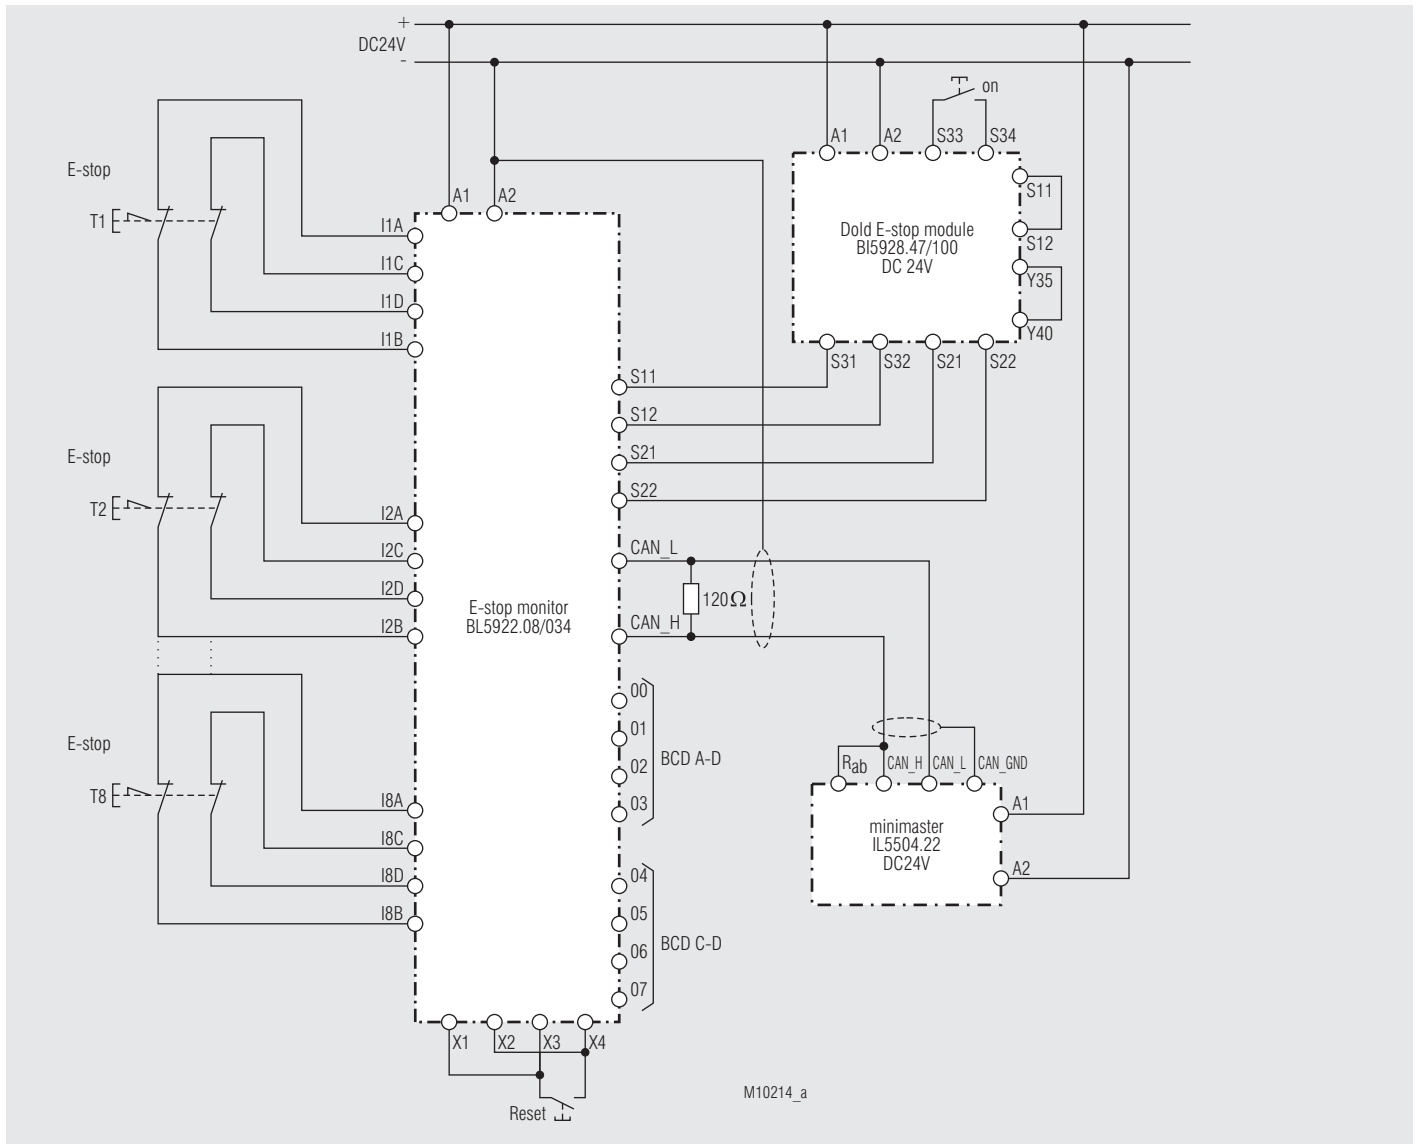 +
DC24V
-
on
A1
A2
S33
S34
S11
S12
Y35
Y40
Dold E-stop module
BI5928.47/100
DC 24V
S31
S32
S21
S22
E-stop
T1
I1A
I1C
I1D
I1B
E-stop
T2
I2A
I2C
I2D
I2B
E-stop
T8
I8A
I8C
I8D
I8B
A1
A2
E-stop monitor
BL5922.08/034
S11
S12
S21
S22
CAN_L
120Ω
CAN_H
00
01
02
03
BCD A-D
04
05
06
07
BCD C-D
X1
X2
X3
X4
Reset
Rab
CAN_H
CAN_L
CAN_GND
A1
A2
minimaster
IL5504.22
DC24V
M10214_a